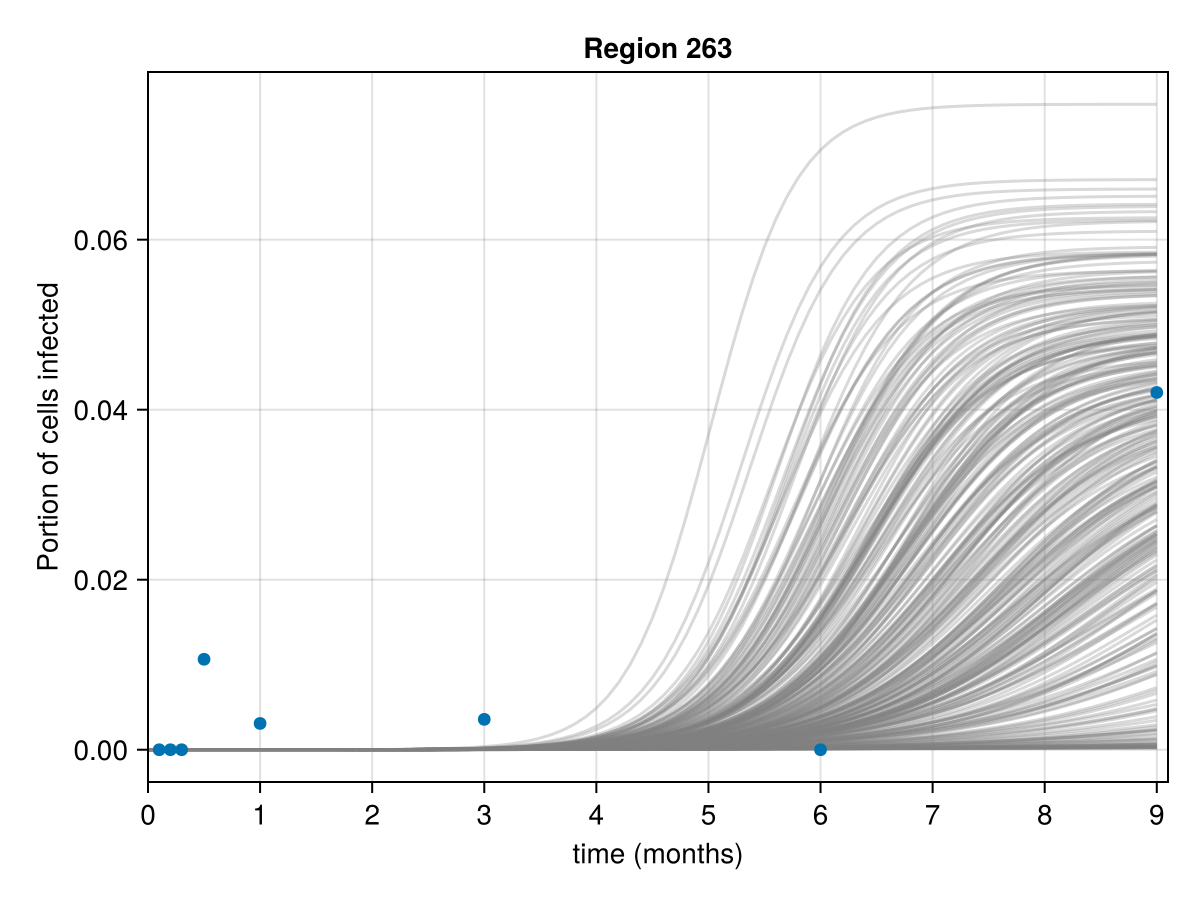 Region 263
Portion of cells infected
0.06
0.04
0.02
0.00
0 1 2 3 4 5 6 7 8 9
time (months)